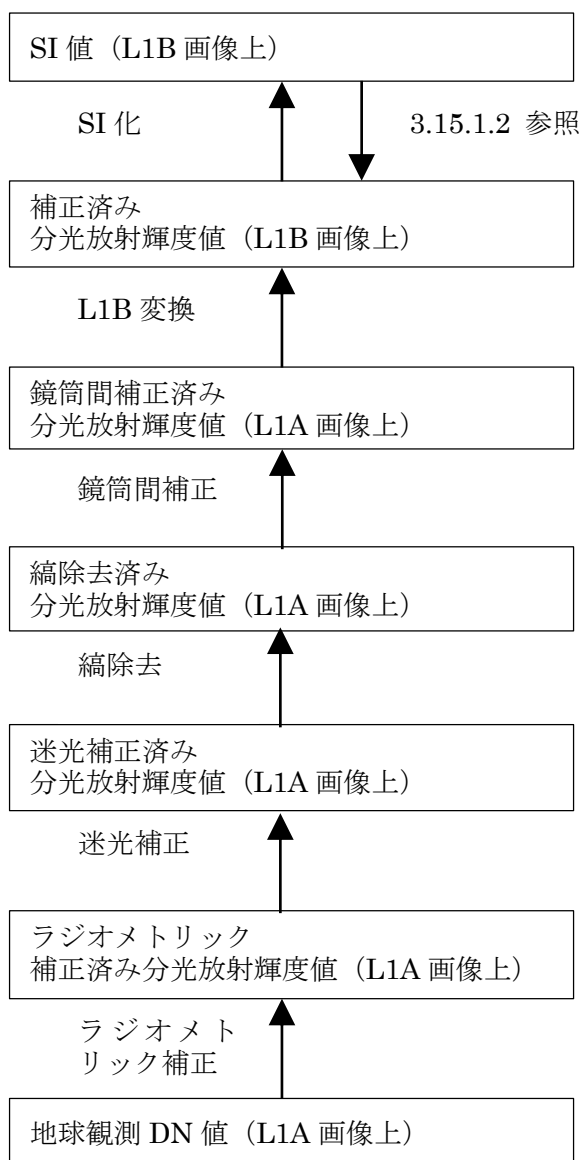 SI 値（L1B 画像上）
SI 化
3.15.1.2 参照
補正済み
分光放射輝度値（L1B 画像上）
L1B 変換
鏡筒間補正済み
分光放射輝度値（L1A 画像上）
鏡筒間補正
縞除去済み
分光放射輝度値（L1A 画像上）
縞除去
迷光補正済み
分光放射輝度値（L1A 画像上）
迷光補正
ラジオメトリック
補正済み分光放射輝度値（L1A 画像上）
ラジオメト
リック補正
地球観測 DN 値（L1A 画像上）